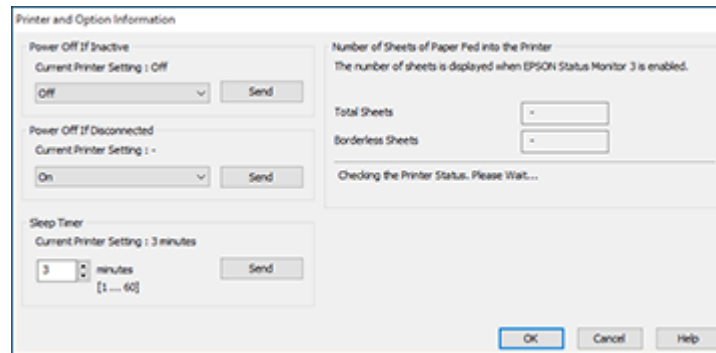 Printer and Option Information
Power Off If Inactive
Current Printer Setting : Off
Off
Send
Power Off If Disconnected
Current Printer Setting : -
On
Send
Sleep Timer
Current Printer Setting : 3 minutes
3 minutes
[1 .... 60]
Send
Number of Sheets of Paper Fed into the Printer
The number of sheets is displayed when EPSON Status Monitor 3 is enabled.
Total Sheets -
Borderless Sheets -
Checking the Printer Status. Please Wait...
OK Cancel Help